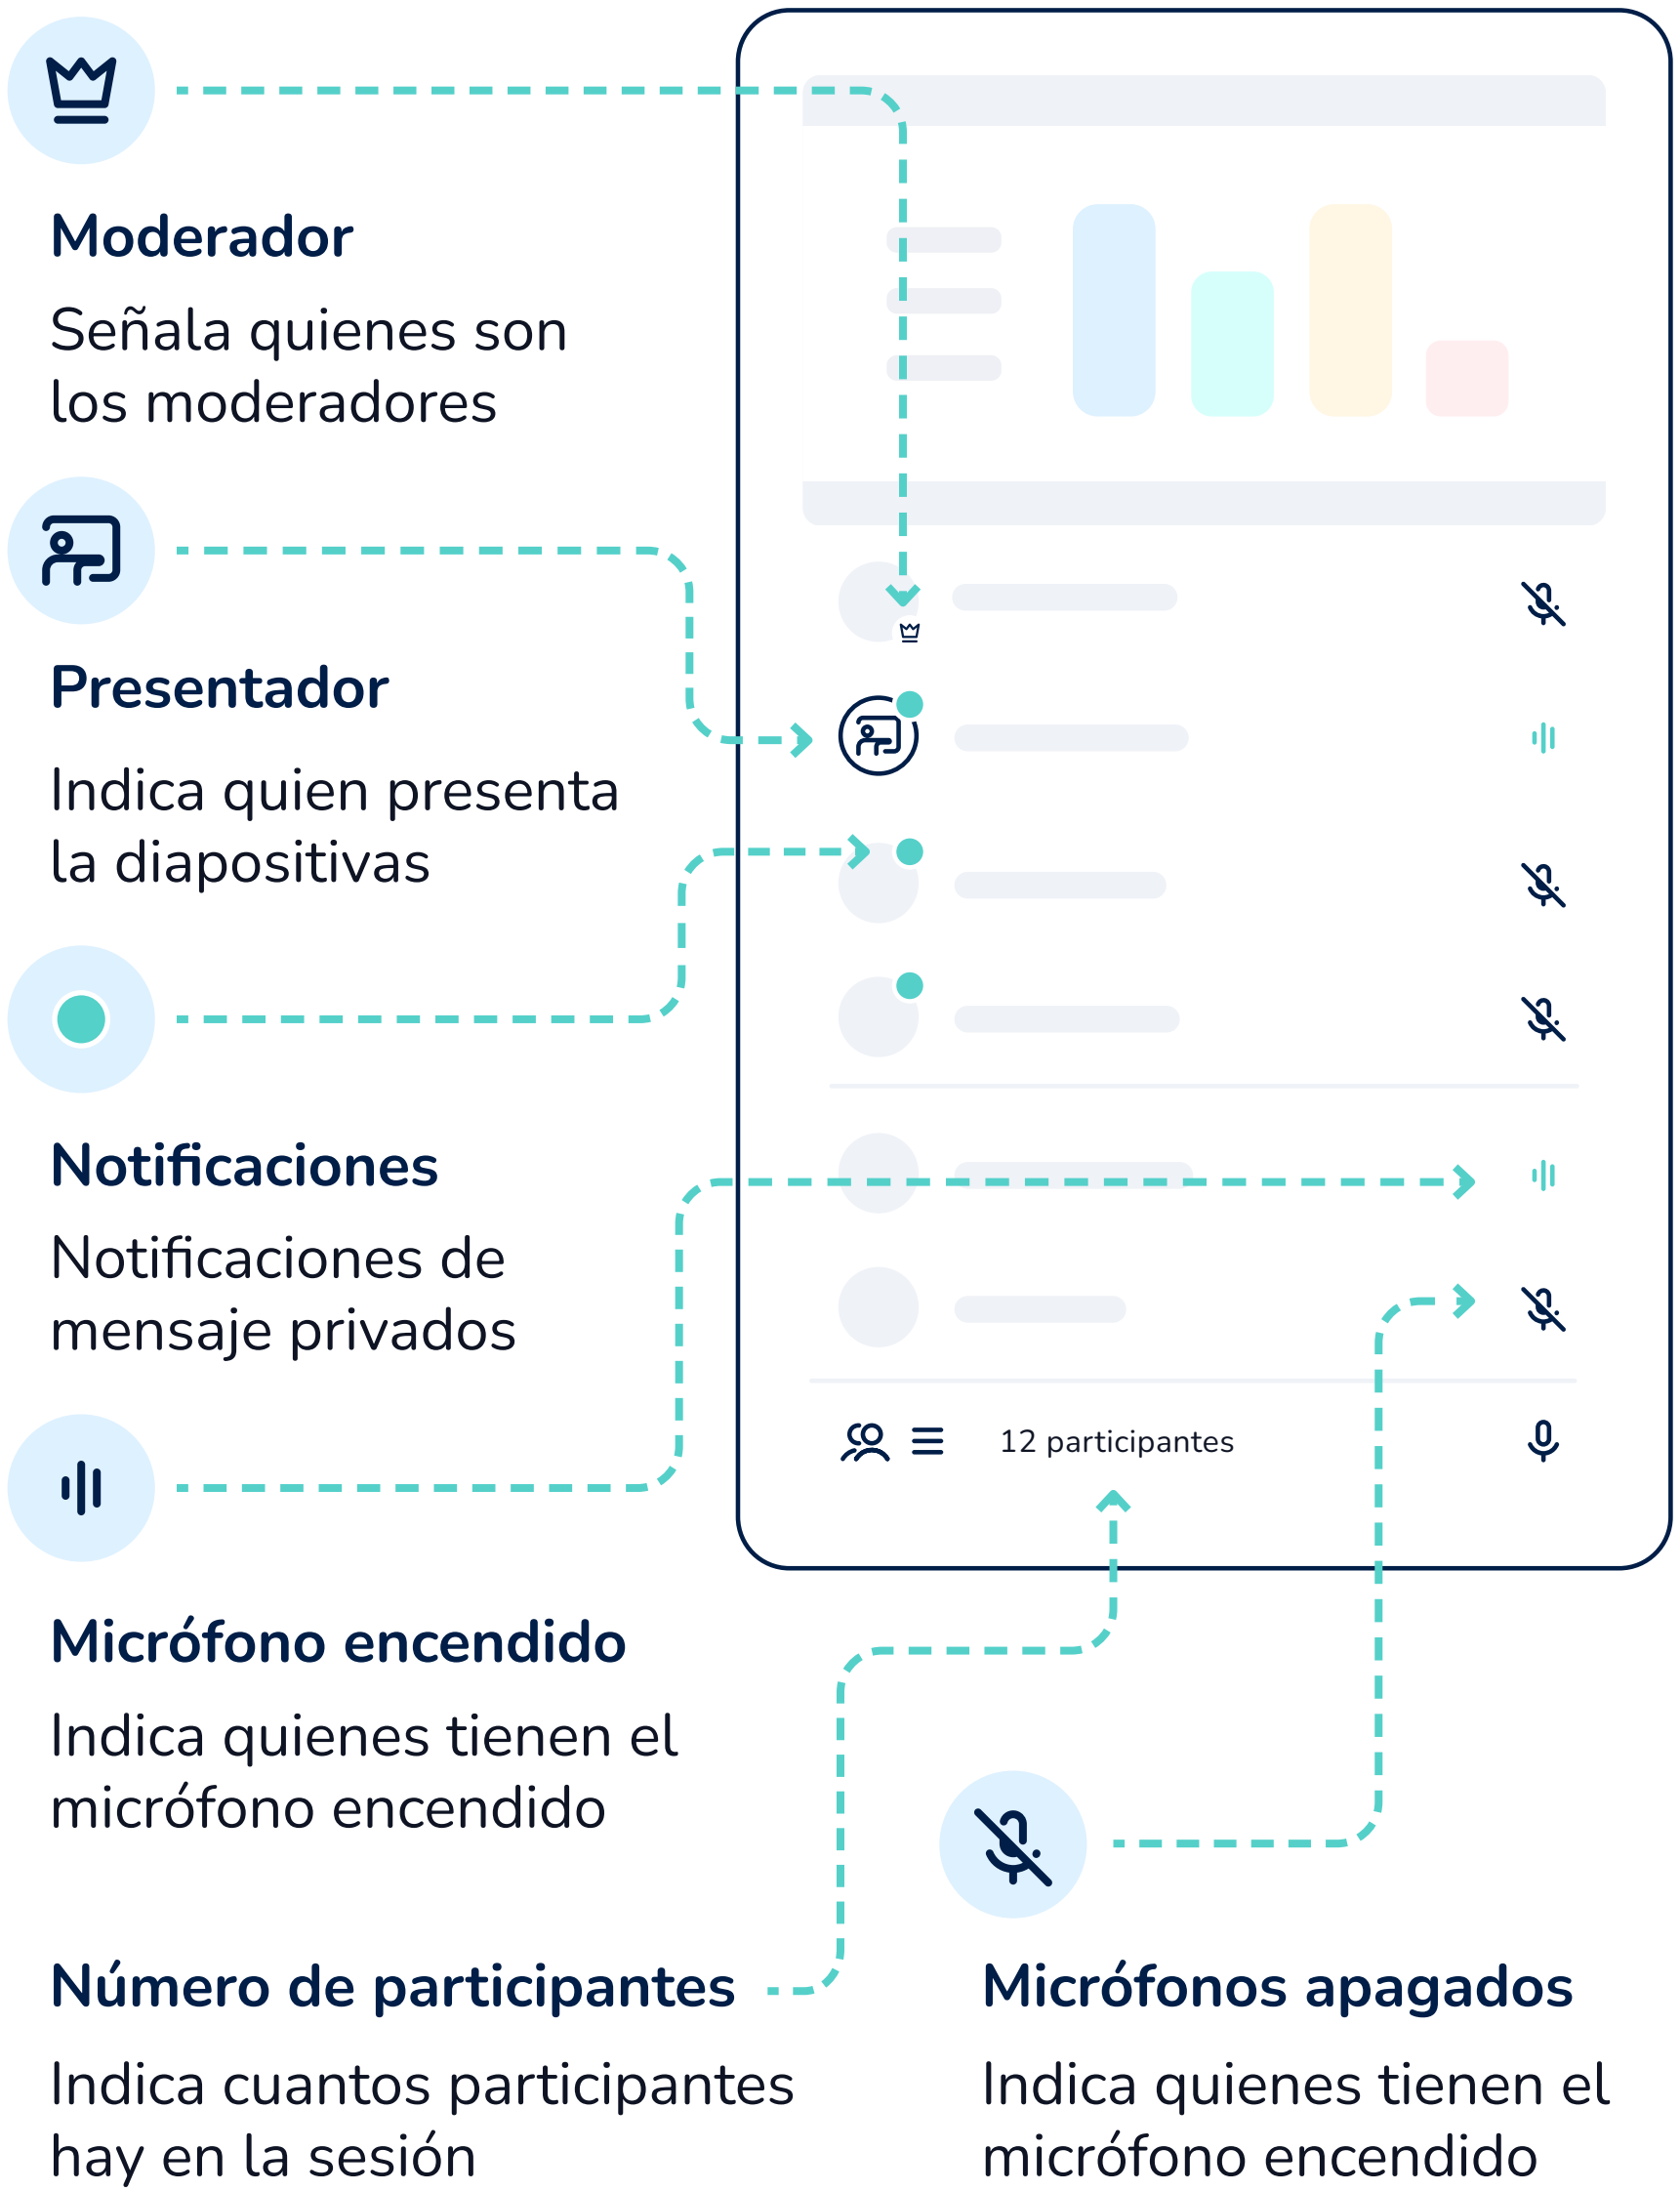 Moderador
Señala quienes son
los moderadores
Presentador
Indica quien presenta
la diapositivas
Notificaciones
Notificaciones de
mensaje privados
12 participantes
Micrófono encendido
Indica quienes tienen el
micrófono encendido
Número de participantes
Indica cuantos participantes
hay en la sesión
Micrófonos apagados
Indica quienes tienen el
micrófono encendido